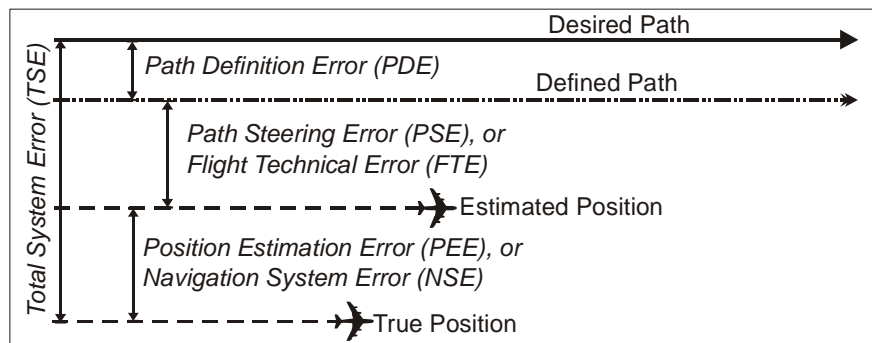 Desired Path
Path Definition Error (PDE)
Defined Path
Path Steering Error (PSE), or
Flight Technical Error (FTE)
Estimated Position
Position Estimation Error (PEE), or
Navigation System Error (NSE)
True Position
Total System Error (TSE)